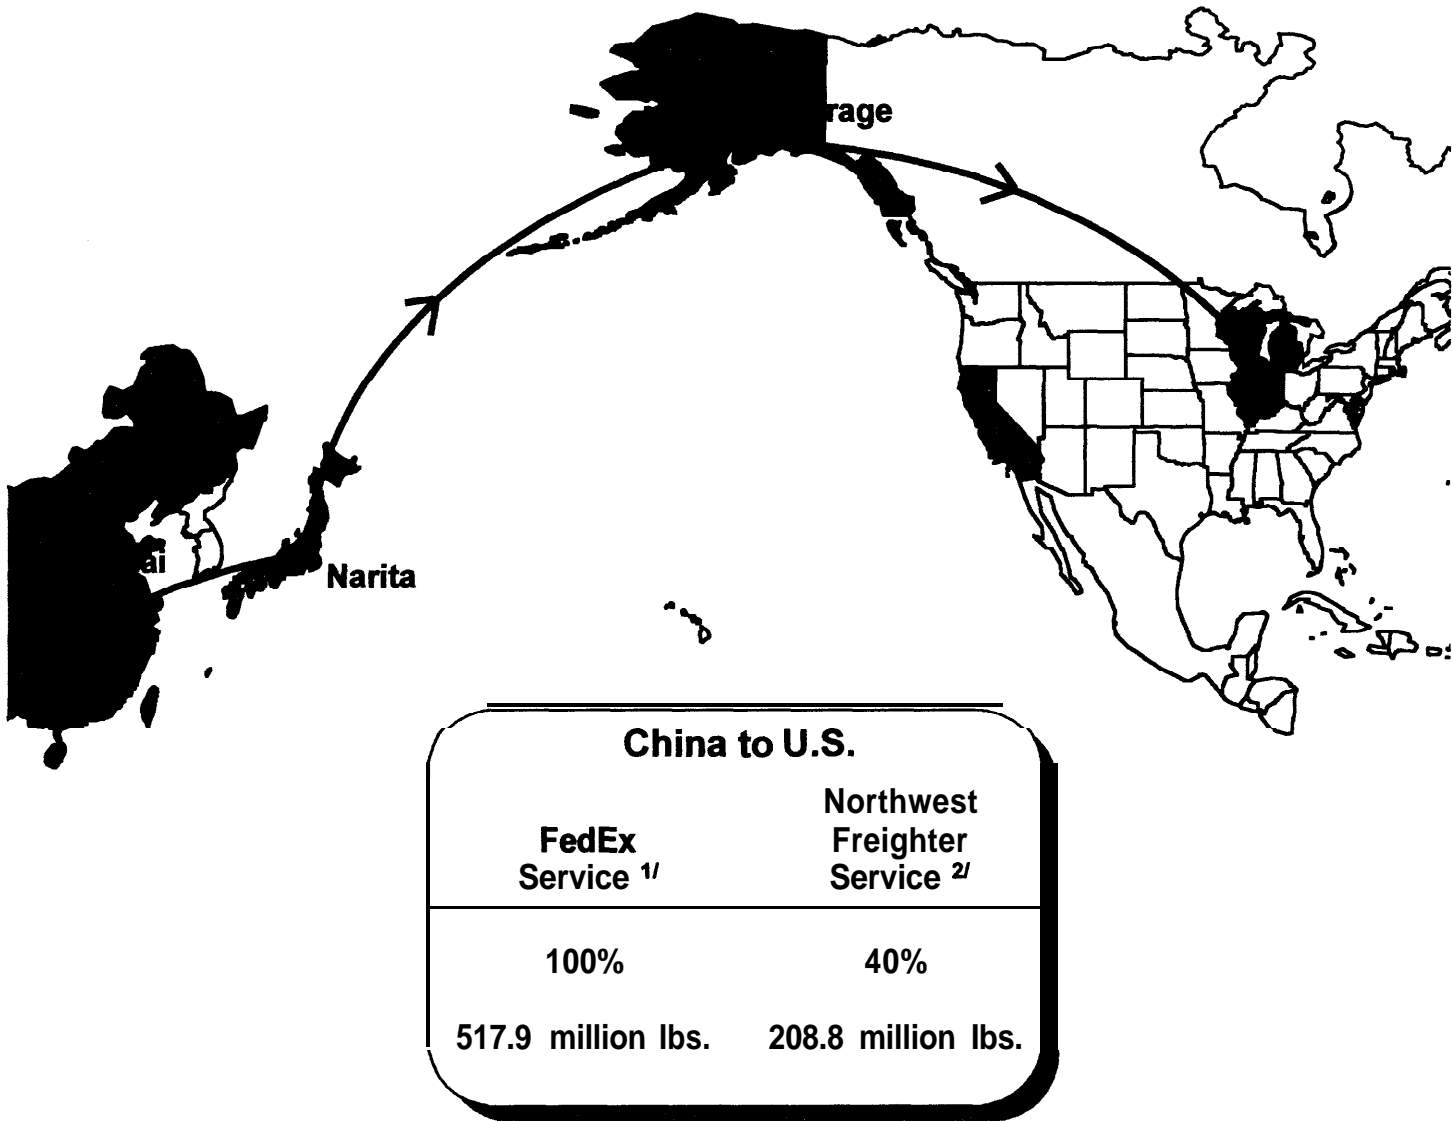 rage
ai
Narita
China to U.S.
FedEx
Service 1/
Northwest
Freighter
Service 2/
100% 40%
517.9 million lbs. 208.8 million lbs.